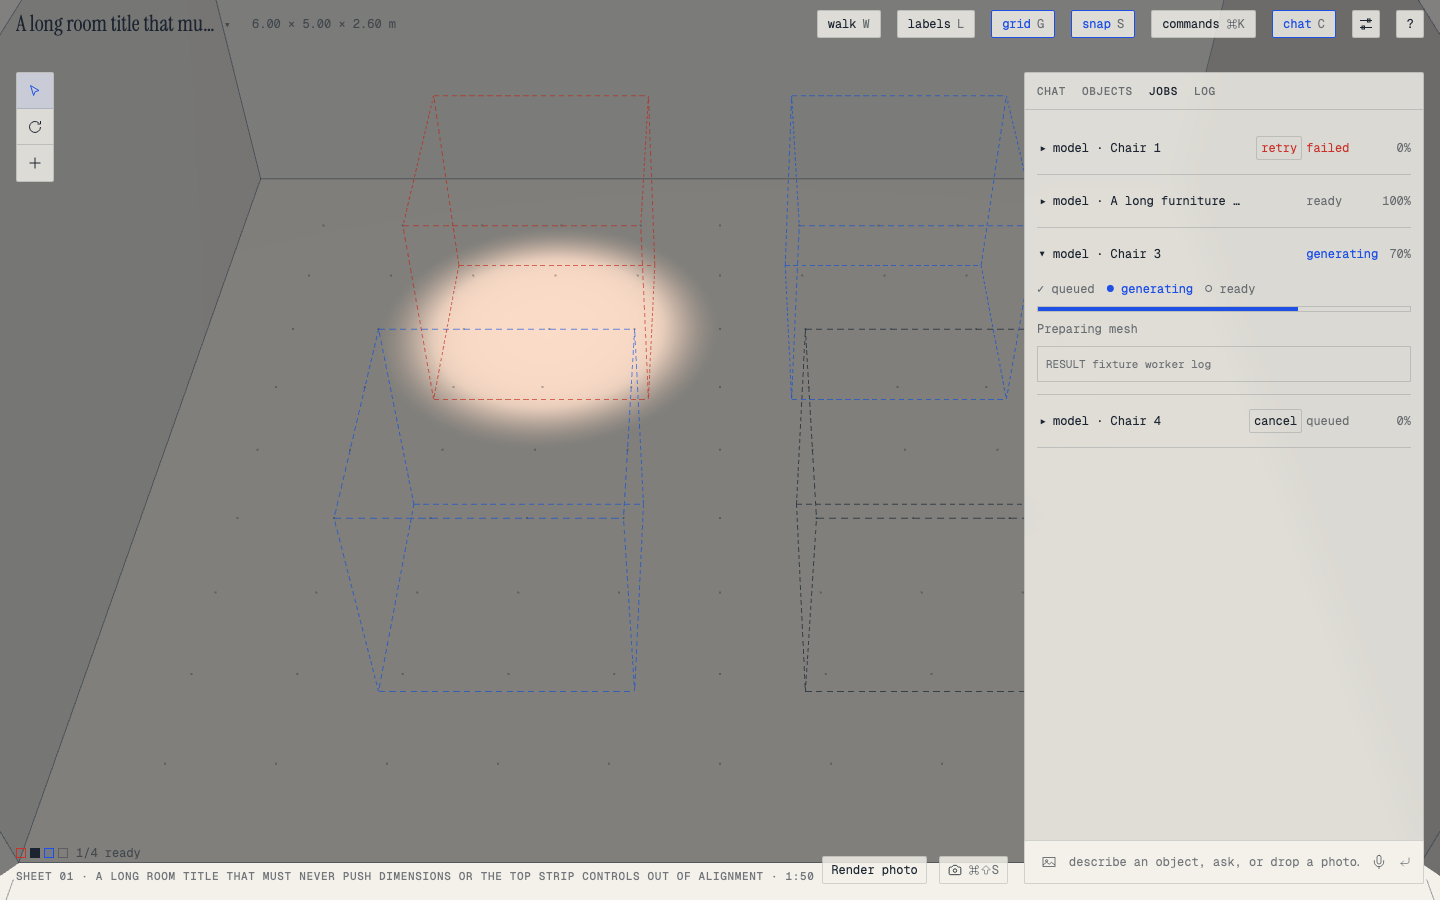 A long room title that mu… ▾ 6.00 × 5.00 × 2.60 m
walk W labels L grid G snap S commands ⌘K chat C ?
CHAT OBJECTS JOBS LOG
▸ model · Chair 1 retry failed 0%
▸ model · A long furniture … ready 100%
▾ model · Chair 3 generating 70%
✓ queued ● generating ○ ready
Preparing mesh
RESULT fixture worker log
▸ model · Chair 4 cancel queued 0%
1/4 ready
SHEET 01 · A LONG ROOM TITLE THAT MUST NEVER PUSH DIMENSIONS OR THE TOP STRIP CONTROLS OUT OF ALIGNMENT · 1:50
Render photo ⌘⇧S
describe an object, ask, or drop a photo.